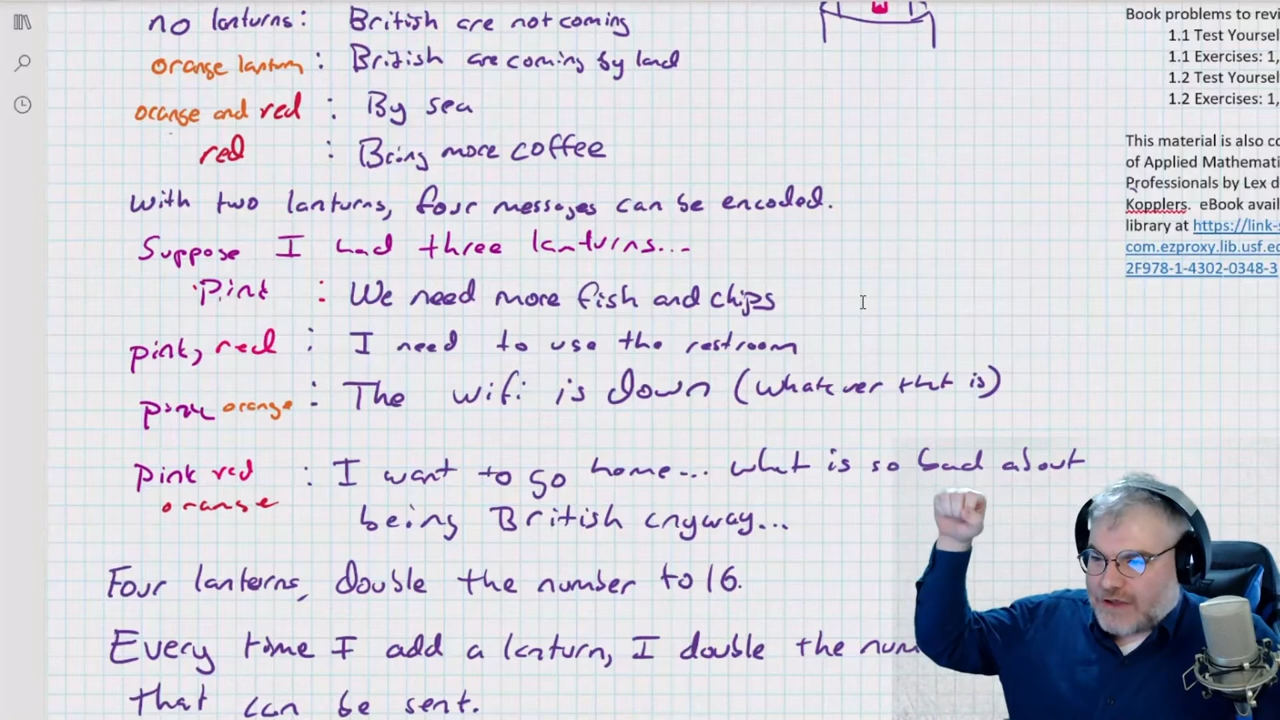 no lanturns: British are not coming
orange lanturn : British are coming by land
orange and red : By sea
red : Bring more coffee
With two lanturns, four messages can be encoded.
Suppose I had three lanturns...
Pink : We need more fish and chips
pink, red : I need to use the restroom
pink orange : The wifi is down (whatever that is)
pink red : I want to go home... what is so bad about
orange being British anyway...
Four lanterns, double the number to 16.
Every time I add a lanturn, I double the num
that can be sent.
Book problems to revi
1.1 Test Yoursel
1.1 Exercises: 1,
1.2 Test Yoursel
1.2 Exercises: 1,
This material is also co
of Applied Mathemati
Professionals by Lex d
Kopplers. eBook avail
library at https://link-s
com.ezproxy.lib.usf.ed
2F978-1-4302-0348-3